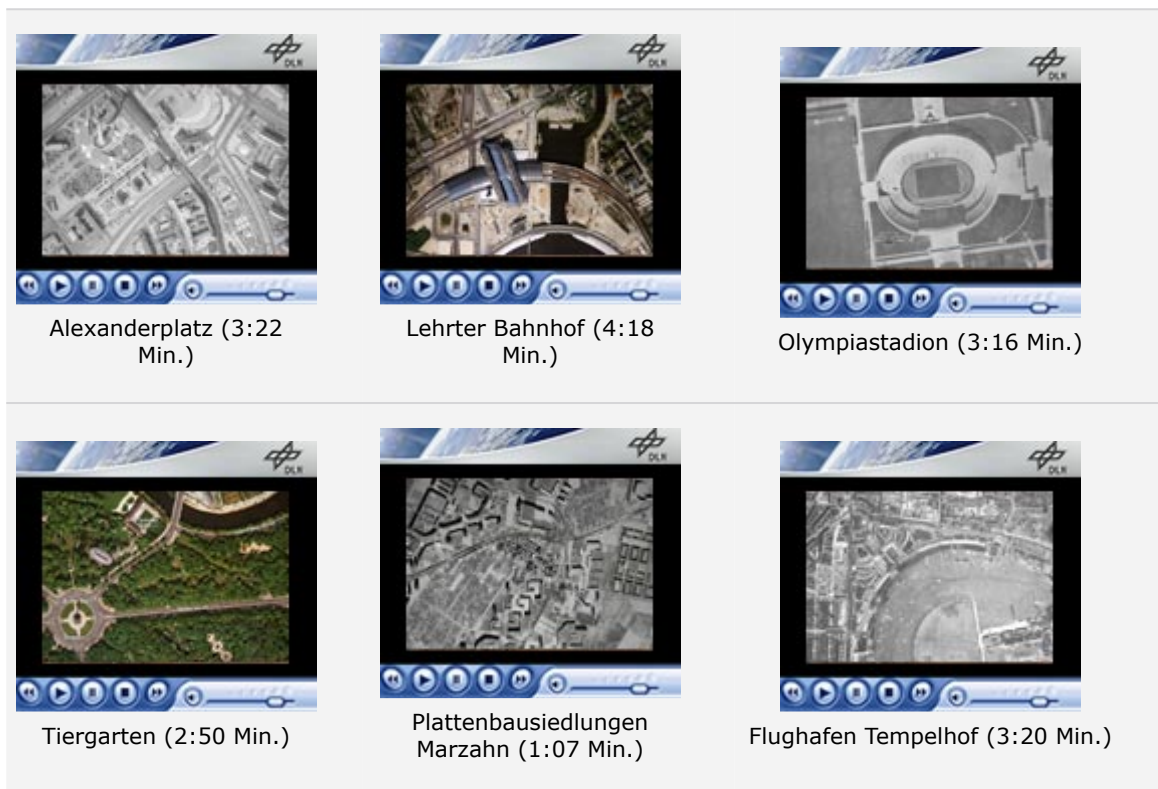 DLR
DLR
DLR
Alexanderplatz (3:22
Min.)
Lehrter Bahnhof (4:18
Min.)
Olympiastadion (3:16 Min.)
DLR
DLR
DLR
Tiergarten (2:50 Min.)
Plattenbausiedlungen
Marzahn (1:07 Min.)
Flughafen Tempelhof (3:20 Min.)